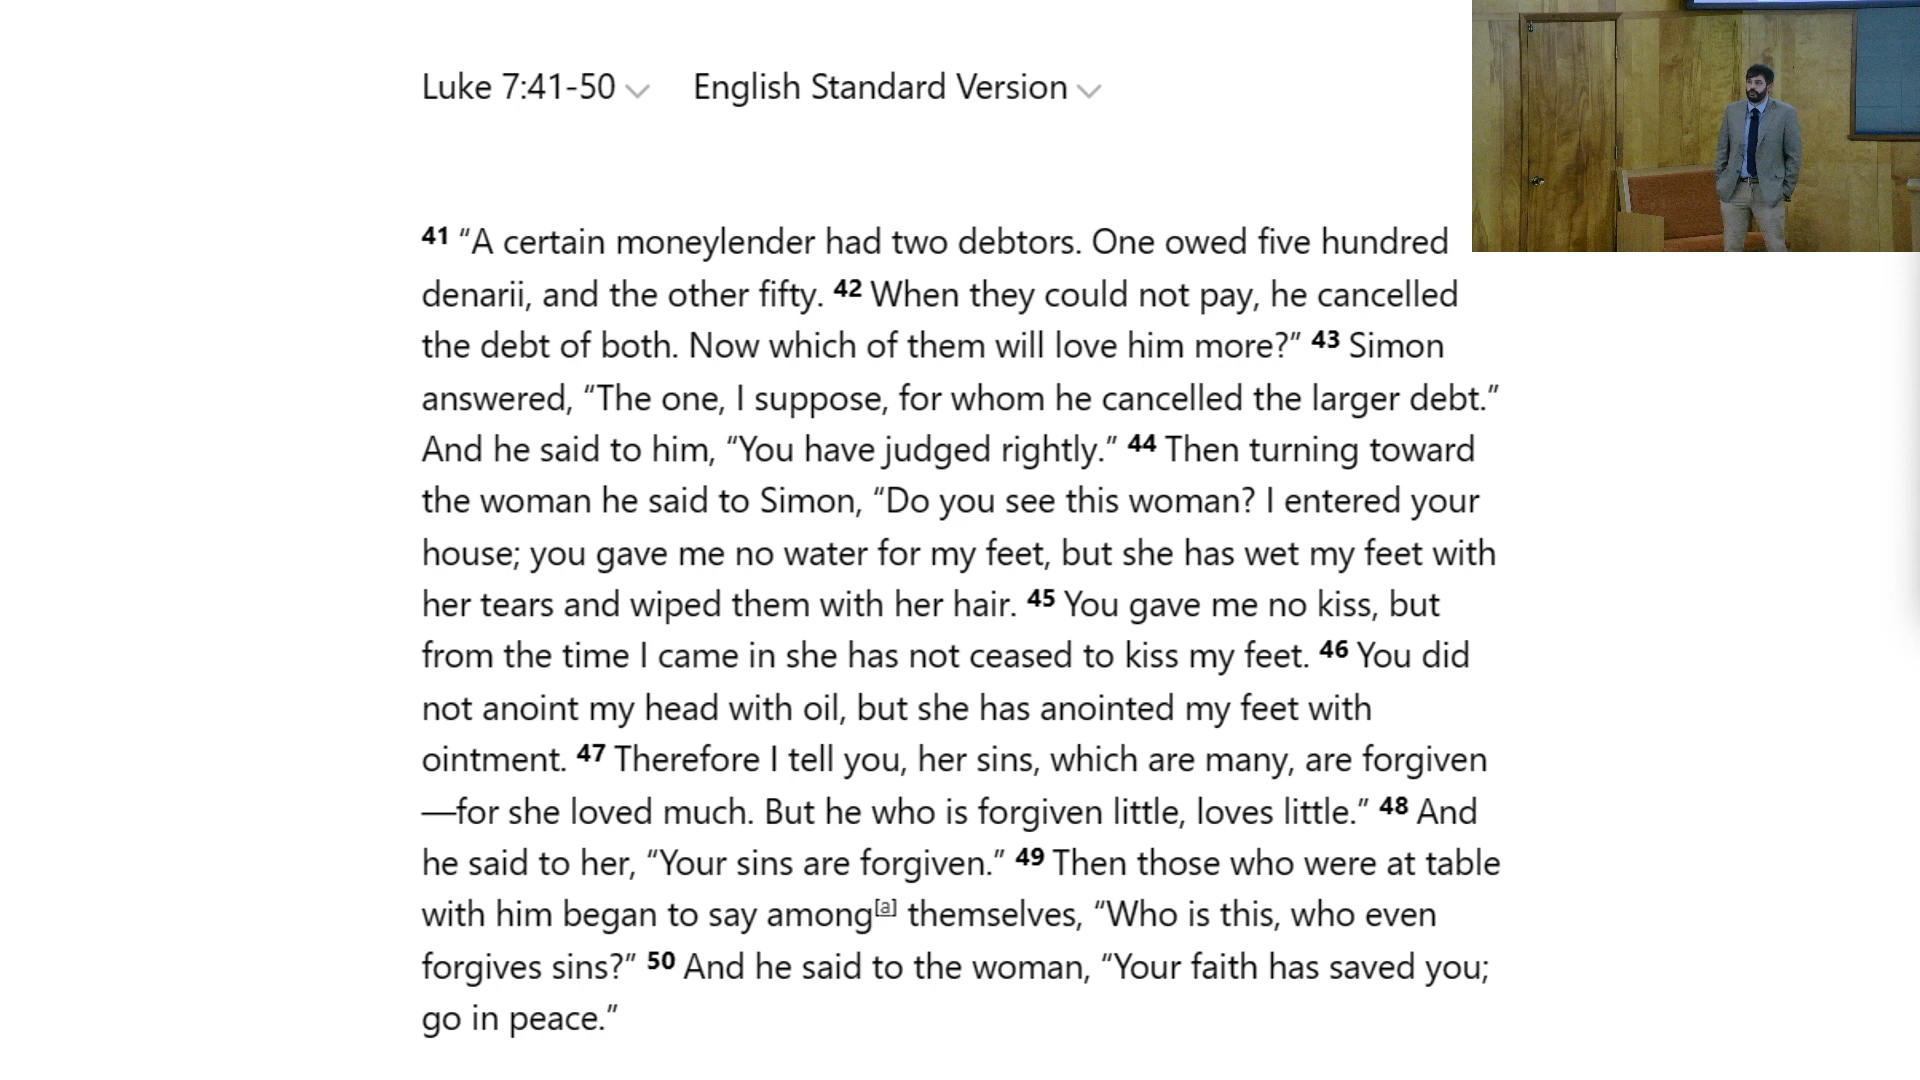 Luke 7:41-50 English Standard Version
41 “A certain moneylender had two debtors. One owed five hundred
denarii, and the other fifty. 42 When they could not pay, he cancelled
the debt of both. Now which of them will love him more?” 43 Simon
answered, “The one, I suppose, for whom he cancelled the larger debt.”
And he said to him, “You have judged rightly.” 44 Then turning toward
the woman he said to Simon, “Do you see this woman? I entered your
house; you gave me no water for my feet, but she has wet my feet with
her tears and wiped them with her hair. 45 You gave me no kiss, but
from the time I came in she has not ceased to kiss my feet. 46 You did
not anoint my head with oil, but she has anointed my feet with
ointment. 47 Therefore I tell you, her sins, which are many, are forgiven
—for she loved much. But he who is forgiven little, loves little.” 48 And
he said to her, “Your sins are forgiven.” 49 Then those who were at table
with him began to say among[a] themselves, “Who is this, who even
forgives sins?” 50 And he said to the woman, “Your faith has saved you;
go in peace.”